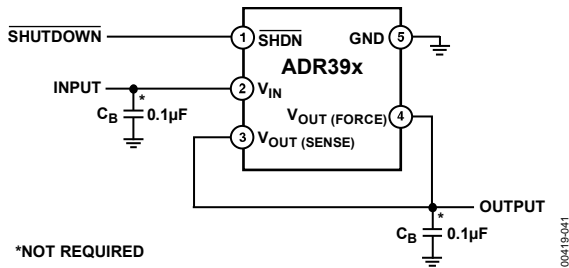 SHUTDOWN
1
SHDN
GND
5
ADR39x
INPUT
2
VIN
*
CB
0.1µF
VOUT (FORCE)
4
3
VOUT (SENSE)
OUTPUT
*
CB
0.1µF
*NOT REQUIRED
00419-041